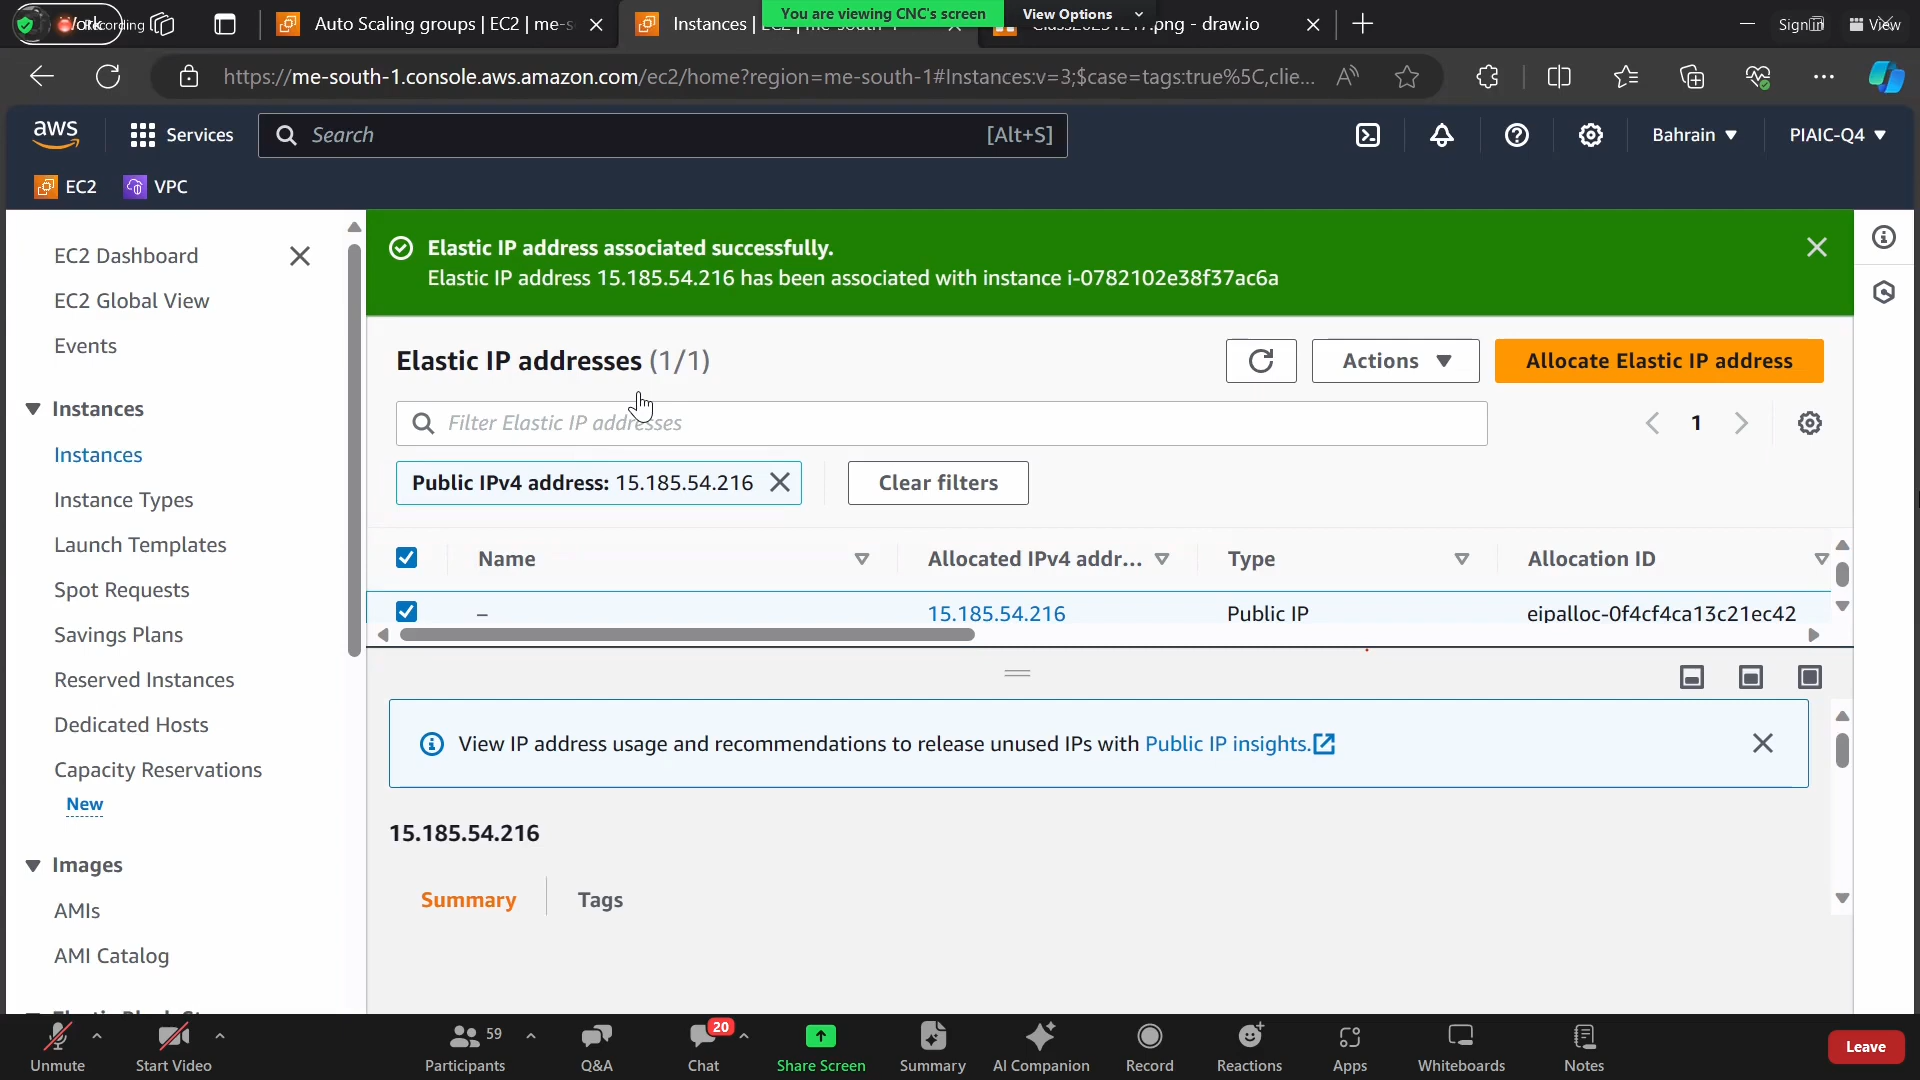 Recording
Auto Scaling groups | EC2 | me-s
Instances |
You are viewing CNC's screen
View Options
.png - draw.io
Sign in
View
https://me-south-1.console.aws.amazon.com/ec2/home?region=me-south-1#Instances:v=3;$case=tags:true%5C,clie...
aws
Services
Search
[Alt+S]
Bahrain
PIAIC-Q4
EC2
VPC
EC2 Dashboard
EC2 Global View
Events
Instances
Instances
Instance Types
Launch Templates
Spot Requests
Savings Plans
Reserved Instances
Dedicated Hosts
Capacity Reservations
New
Images
AMIs
AMI Catalog
Elastic IP address associated successfully.
Elastic IP address 15.185.54.216 has been associated with instance i-0782102e38f37ac6a
Elastic IP addresses (1/1)
Actions
Allocate Elastic IP address
Filter Elastic IP addresses
1
Public IPv4 address: 15.185.54.216
Clear filters
Name
Allocated IPv4 addr...
Type
Allocation ID
–
15.185.54.216
Public IP
eipalloc-0f4cf4ca13c21ec42
View IP address usage and recommendations to release unused IPs with Public IP insights.
15.185.54.216
Summary
Tags
Unmute
Start Video
59
Participants
Q&A
20
Chat
Share Screen
Summary
AI Companion
Record
Reactions
Apps
Whiteboards
Notes
Leave